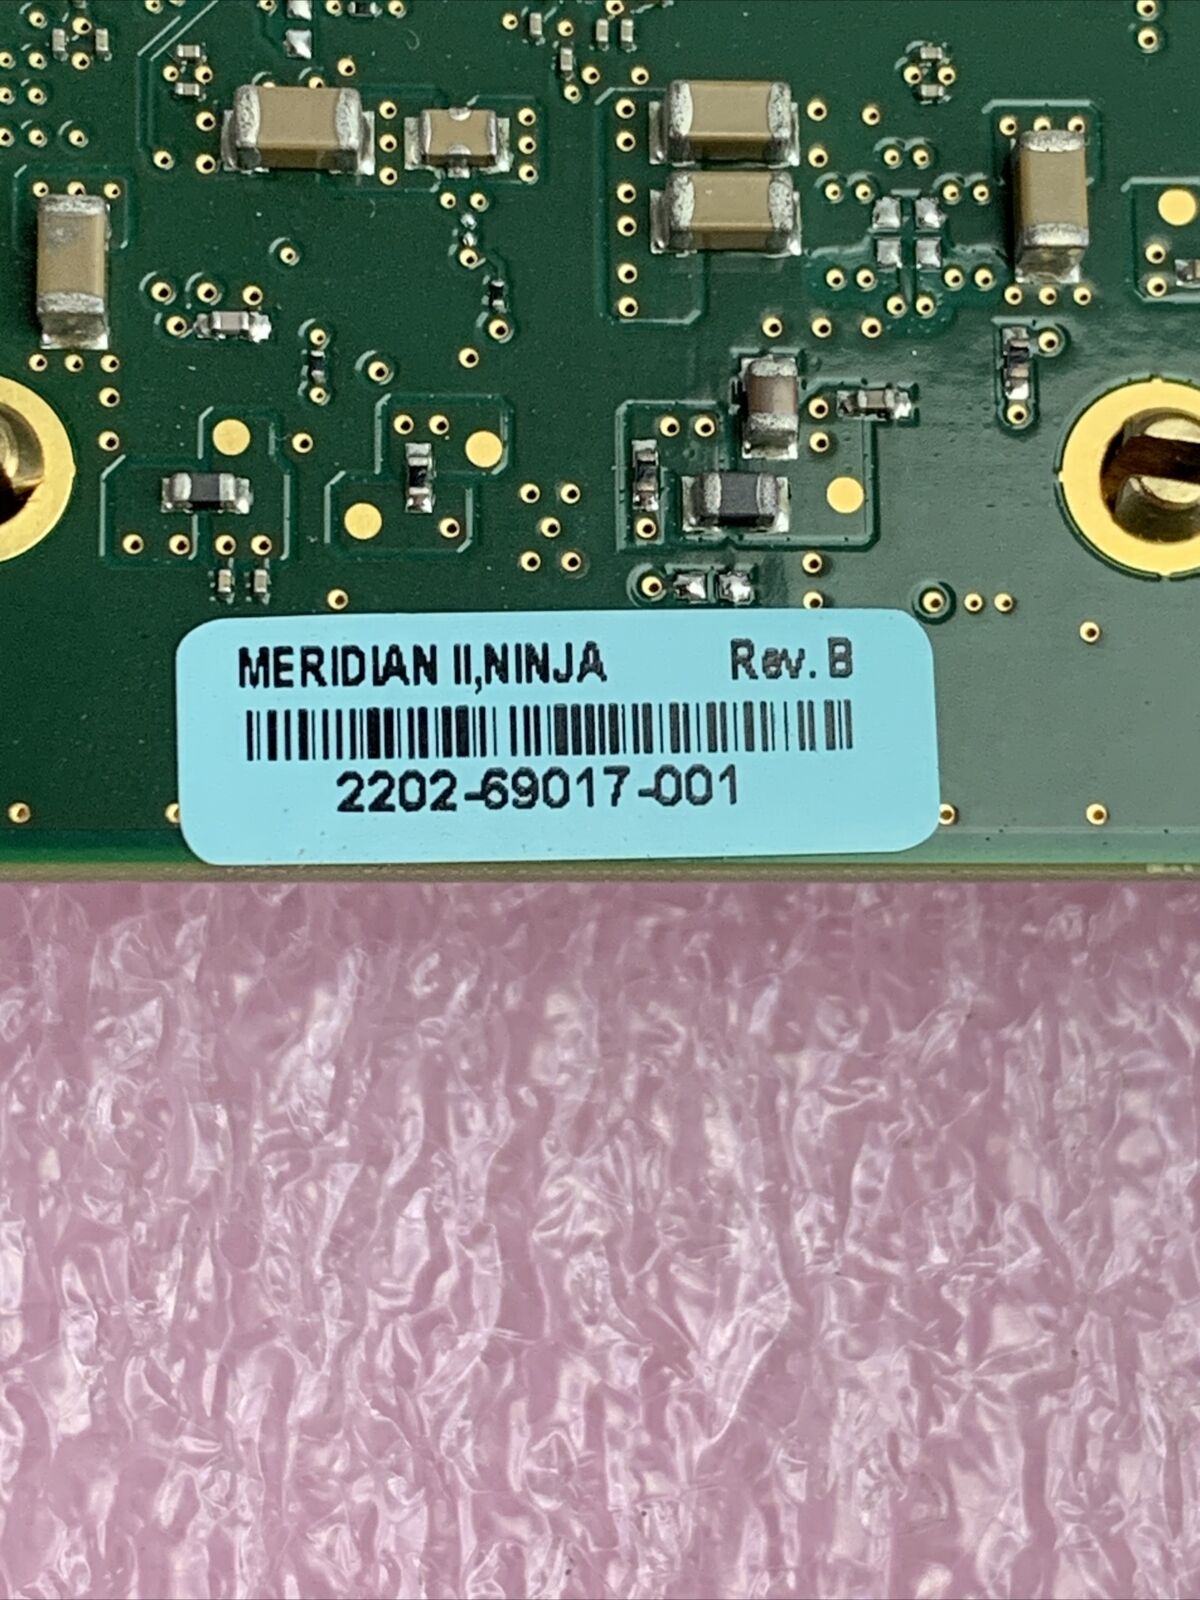 MERIDIAN II,NINJA Rev. B
2202-69017-001